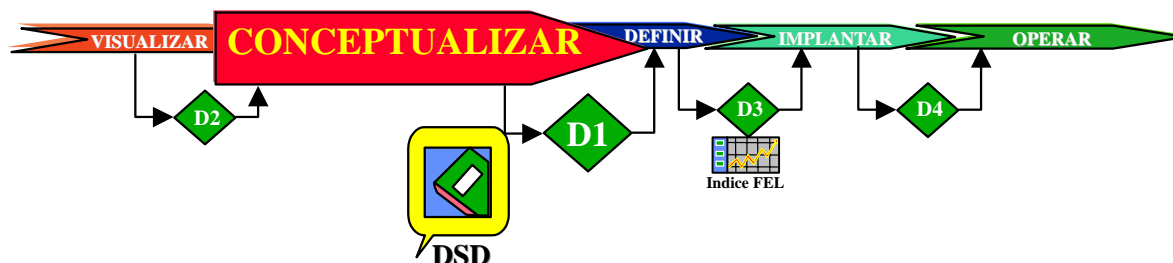 VISUALIZAR
CONCEPTUALIZAR
DEFINIR
IMPLANTAR
OPERAR
D2
D1
D3
D4
Indice FEL
DSD